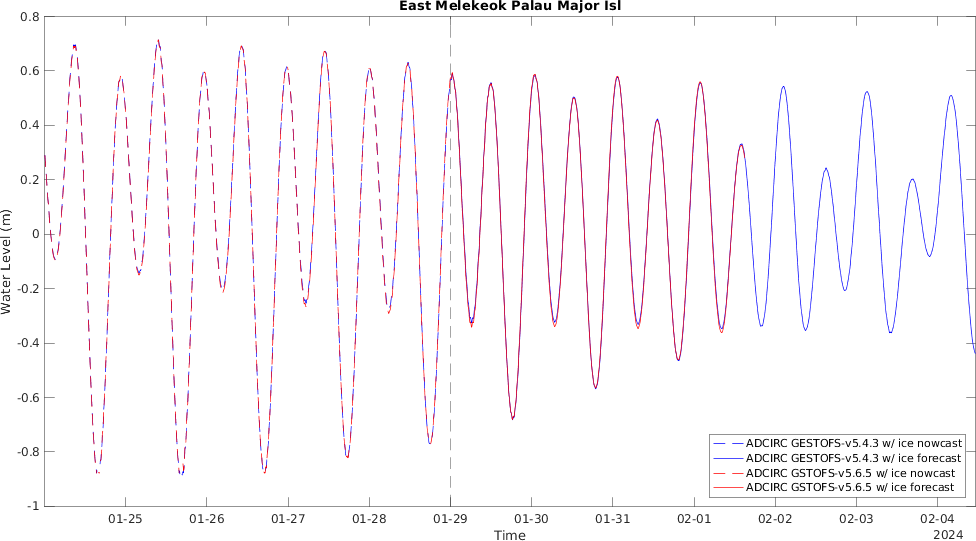 East Melekeok Palau Major Isl
0.8
0.6
0.4
0.2
0
-0.2
-0.4
-0.6
-0.8
-1
Water Level (m)
ADCIRC GESTOFS-v5.4.3 w/ ice nowcast
ADCIRC GESTOFS-v5.4.3 w/ ice forecast
ADCIRC GSTOFS-v5.6.5 w/ ice nowcast
ADCIRC GSTOFS-v5.6.5 w/ ice forecast
01-25 01-26 01-27 01-28 01-29 01-30 01-31 02-01 02-02 02-03 02-04
Time
2024